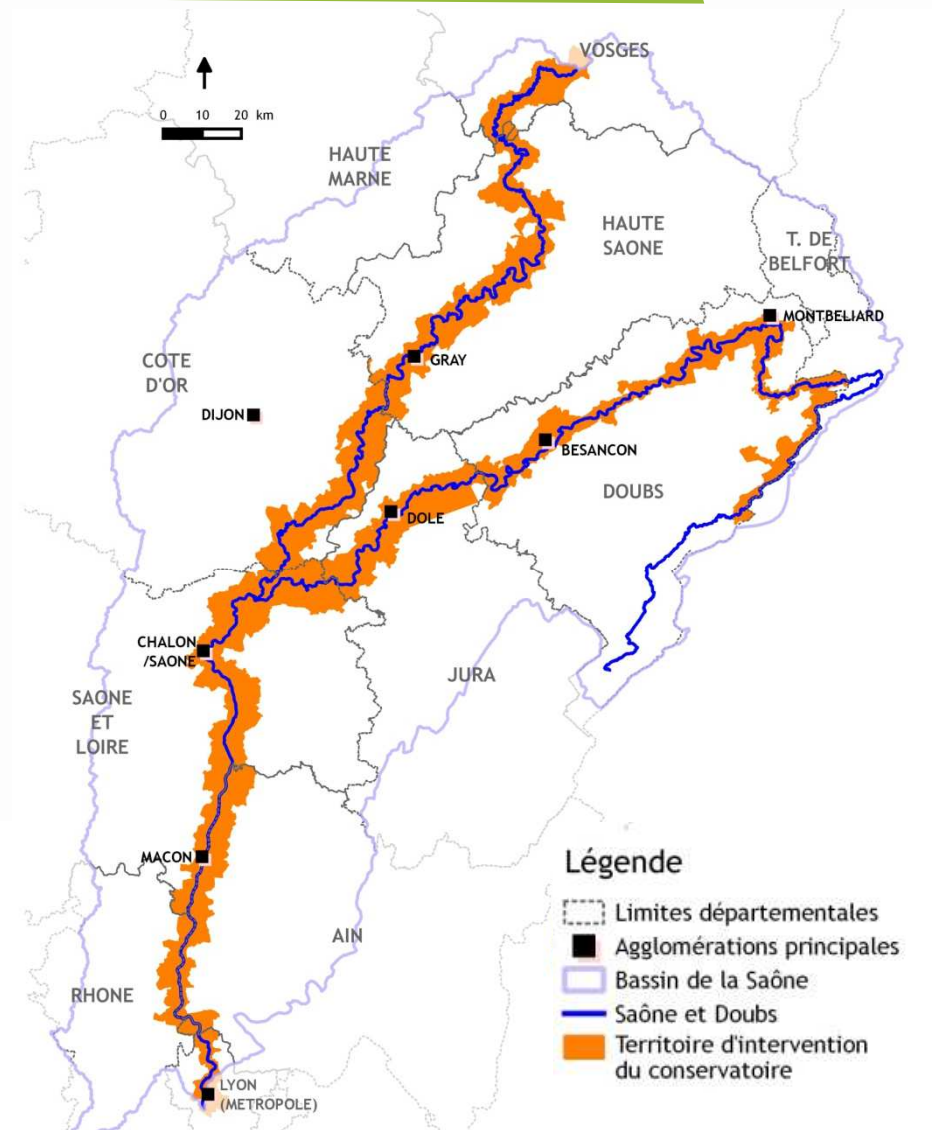 VOSGES
0 10 20 km
HAUTE
MARNE
HAUTE
SAONE
T. DE
BELFORT
MONTBELIARD
GRAY
COTE
D'OR
DIJON
BESANCON
DOUBS
DOLE
CHALON
/SAONE
JURA
SAONE
ET
LOIRE
MACON
AIN
RHONE
LYON
(METROPOLE)
Légende
Limites départementales
Agglomérations principales
Bassin de la Saône
Saône et Doubs
Territoire d'intervention
du conservatoire